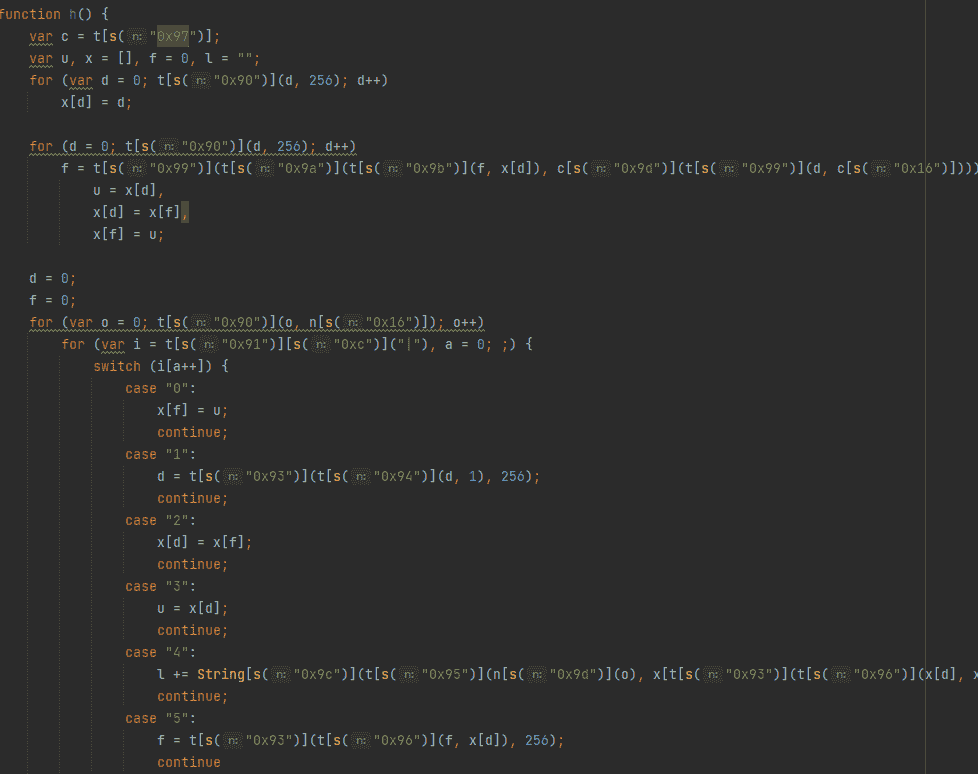 function h() {
var c = t[s( n: "0x97")];
var u, x = [], f = 0, l = "";
for (var d = 0; t[s( n: "0x90")](d, 256); d++)
x[d] = d;
for (d = 0; t[s( n: "0x90")](d, 256); d++)
f = t[s( n: "0x99")](t[s( n: "0x9a")](t[s( n: "0x9b")](f, x[d]), c[s( n: "0x9d")](t[s( n: "0x99")](d, c[s( n: "0x16")])))
u = x[d],
x[d] = x[f],
x[f] = u;
d = 0;
f = 0;
for (var o = 0; t[s( n: "0x90")](o, n[s( n: "0x16")]); o++)
for (var i = t[s( n: "0x91")][s( n: "0xc")]("|"), a = 0; ;) {
switch (i[a++]) {
case "0":
x[f] = u;
continue;
case "1":
d = t[s( n: "0x93")](t[s( n: "0x94")](d, 1), 256);
continue;
case "2":
x[d] = x[f];
continue;
case "3":
u = x[d];
continue;
case "4":
l += String[s( n: "0x9c")](t[s( n: "0x95")](n[s( n: "0x9d")](o), x[t[s( n: "0x93")](t[s( n: "0x96")](x[d], x
continue;
case "5":
f = t[s( n: "0x93")](t[s( n: "0x96")](f, x[d]), 256);
continue